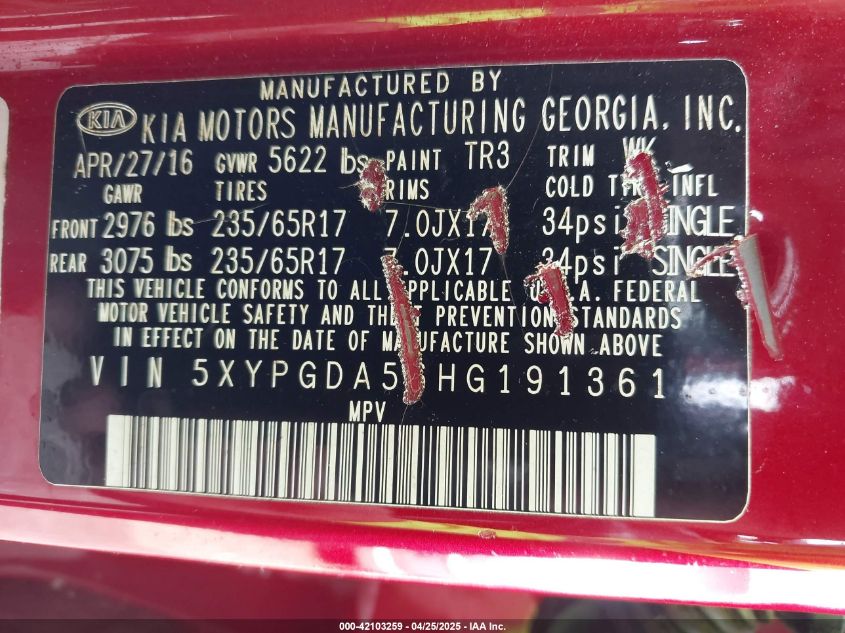 MANUFACTURED BY
KIA KIA MOTORS MANUFACTURING GEORGIA, INC.
APR/27/16 GVWR 5622 lbs PAINT TR3 TRIM WK
GAWR TIRES RIMS COLD TIRE INFL
FRONT 2976 lbs 235/65R17 7.0JX17 34psi SINGLE
REAR 3075 lbs 235/65R17 7.0JX17 34psi SINGLE
THIS VEHICLE CONFORMS TO ALL APPLICABLE U.S.A. FEDERAL
MOTOR VEHICLE SAFETY AND THEFT PREVENTION STANDARDS
IN EFFECT ON THE DATE OF MANUFACTURE SHOWN ABOVE
VIN 5XYPGDA5 HG191361
MPV
000-42103259 - 04/25/2025 - IAA Inc.